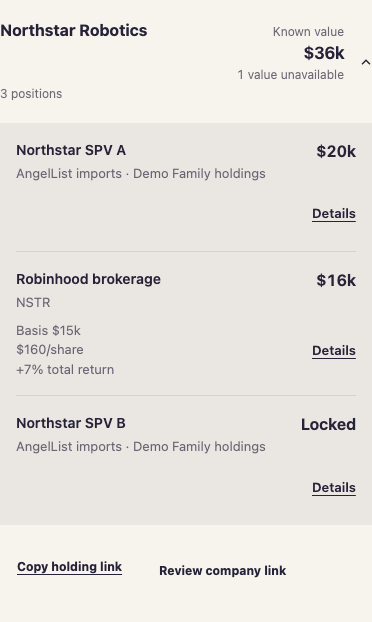 Northstar Robotics
Known value
$36k
1 value unavailable
3 positions
Northstar SPV A
$20k
AngelList imports · Demo Family holdings
Details
Robinhood brokerage
$16k
NSTR
Basis $15k
$160/share
Details
+7% total return
Northstar SPV B
Locked
AngelList imports · Demo Family holdings
Details
Copy holding link
Review company link